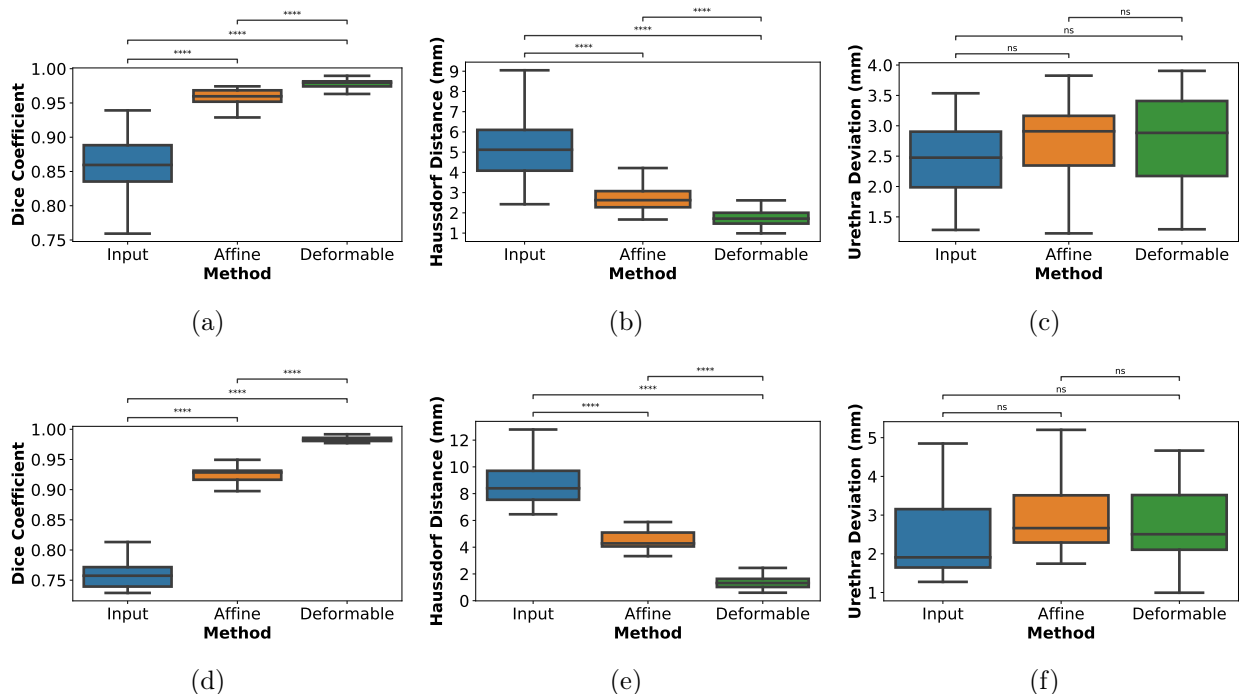 ****
****
****
1.00
0.95
0.90
0.85
0.80
0.75
Dice Coefficient
Input Affine Deformable
Method
(a)
****
****
****
9
8
7
6
5
4
3
2
1
Haussdorf Distance (mm)
Input Affine Deformable
Method
(b)
ns
ns
ns
4.0
3.5
3.0
2.5
2.0
1.5
Urethra Deviation (mm)
Input Affine Deformable
Method
(c)
****
****
****
1.00
0.95
0.90
0.85
0.80
0.75
Dice Coefficient
Input Affine Deformable
Method
(d)
****
****
****
12
10
8
6
4
2
0
Haussdorf Distance (mm)
Input Affine Deformable
Method
(e)
ns
ns
ns
5
4
3
2
1
Urethra Deviation (mm)
Input Affine Deformable
Method
(f)